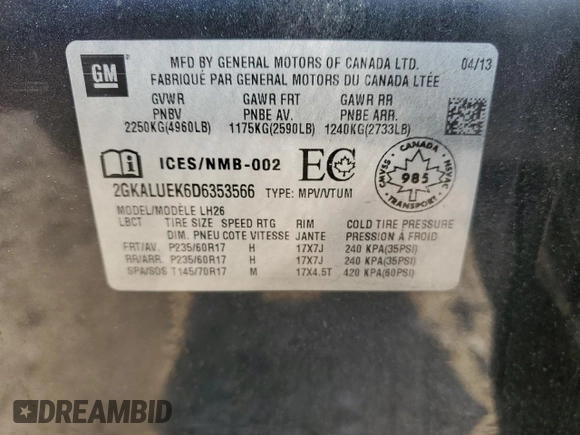 GM
MFD BY GENERAL MOTORS OF CANADA LTD. 04/13
FABRIQUÉ PAR GENERAL MOTORS DU CANADA LTÉE
GVWR GAWR FRT GAWR RR
PNBV PNBE AV. PNBE ARR.
2250KG(4960LB) 1175KG(2590LB) 1240KG(2733LB)
ICES/NMB-002 EC
CANADA CMVSS NSVAC 985 TRANSPORT
2GKALUEK6D6353566 TYPE: MPV/VTUM
MODEL/MODÈLE LH26
LBCT TIRE SIZE SPEED RTG RIM COLD TIRE PRESSURE
DIM. PNEU COTE VITESSE JANTE PRESSION À FROID
FRT/AV. P235/60R17 H 17X7J 240 KPA(35PSI)
RR/ARR. P235/60R17 H 17X7J 240 KPA(35PSI)
SPA/SDS T145/70R17 M 17X4.5T 420 KPA(60PSI)
DREAMBID